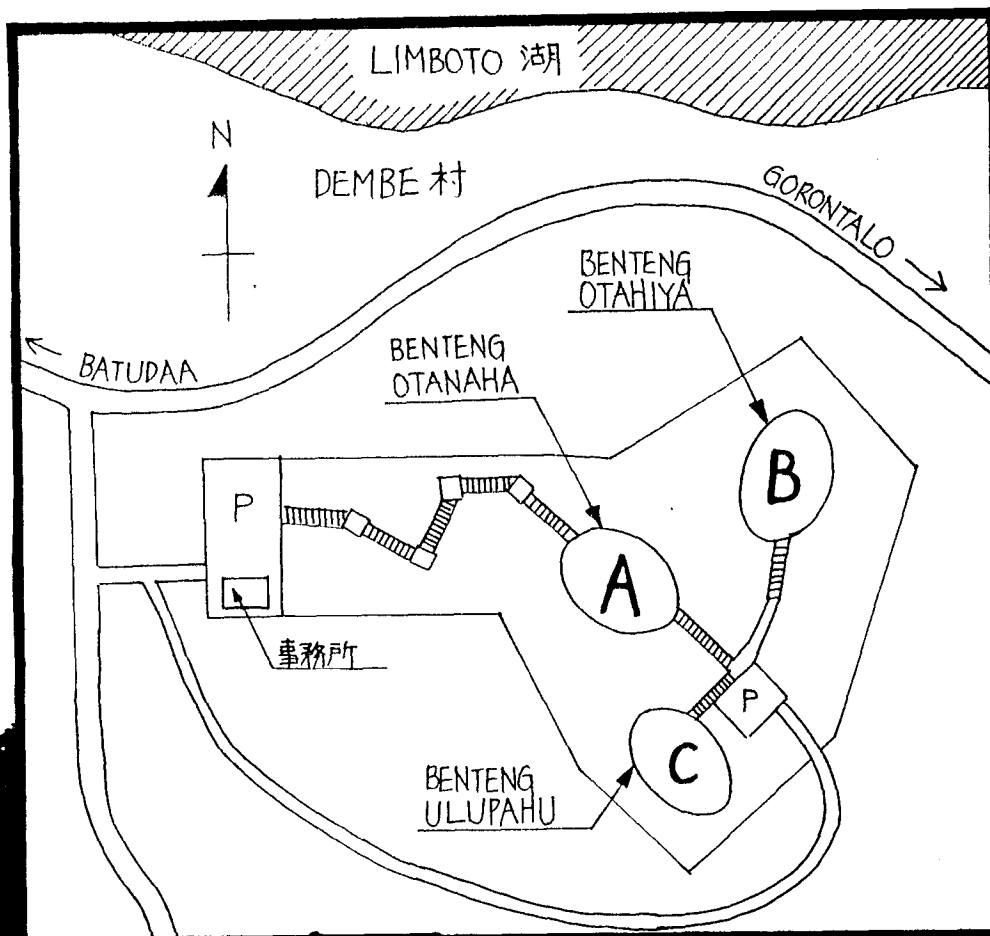 LIMBOTO 湖
N
DEMBE 村
GORONTALO
BENTENG
OTAHIYA
BENTENG
OTANAHA
BATUDAA
B
P
A
事務所
P
C
BENTENG
ULUPAHU